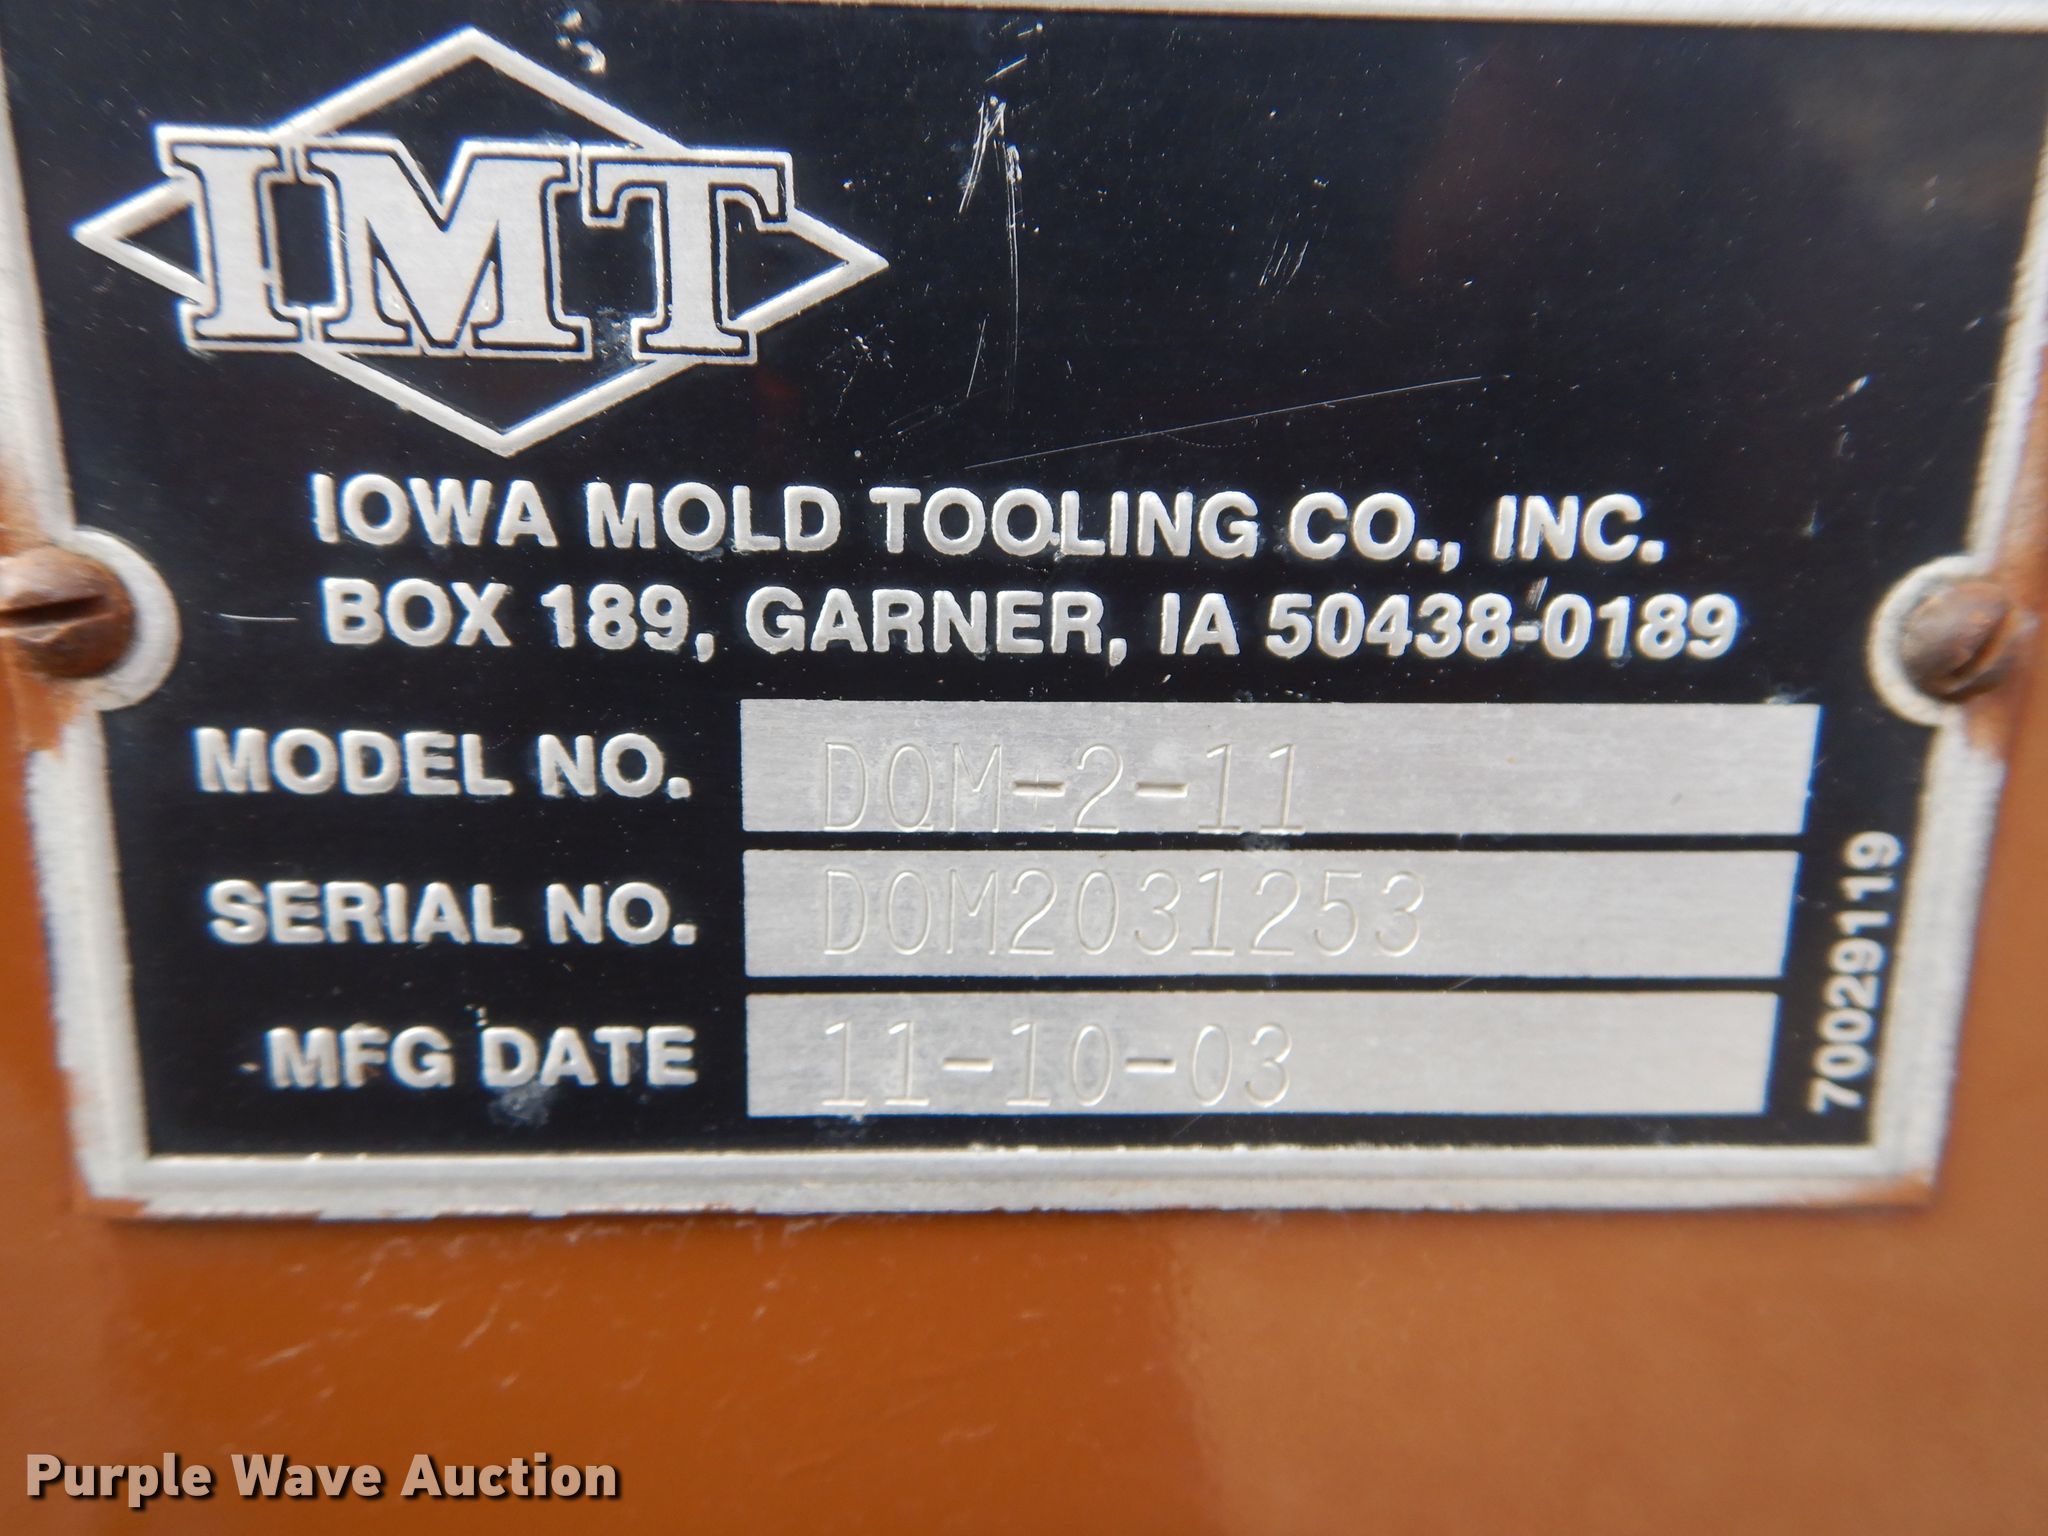 IMT
IOWA MOLD TOOLING CO., INC.
BOX 189, GARNER, IA 50438-0189
MODEL NO. DOM-2-11
SERIAL NO. DOM2031253
MFG DATE 11-10-03
70029119
Purple Wave Auction